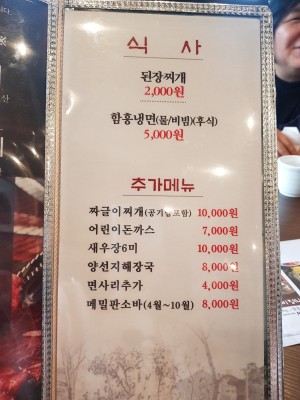 식 사
된장찌개
2,000원
함흥냉면(물/비빔)(후식)
5,000원
추가메뉴
짜글이찌개(공기밥포함) 10,000원
어린이돈까스 7,000원
새우장6미 10,000원
양선지해장국 8,000원
면사리추가 4,000원
메밀판소바(4월~10월) 8,000원